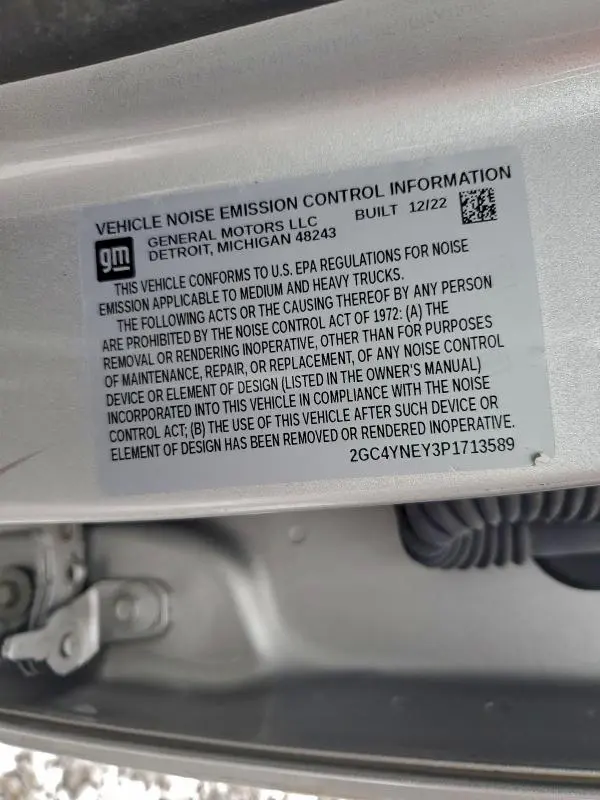 VEHICLE NOISE EMISSION CONTROL INFORMATION
gm
GENERAL MOTORS LLC BUILT 12/22
DETROIT, MICHIGAN 48243
THIS VEHICLE CONFORMS TO U.S. EPA REGULATIONS FOR NOISE
EMISSION APPLICABLE TO MEDIUM AND HEAVY TRUCKS.
THE FOLLOWING ACTS OR THE CAUSING THEREOF BY ANY PERSON
ARE PROHIBITED BY THE NOISE CONTROL ACT OF 1972: (A) THE
REMOVAL OR RENDERING INOPERATIVE, OTHER THAN FOR PURPOSES
OF MAINTENANCE, REPAIR, OR REPLACEMENT, OF ANY NOISE CONTROL
DEVICE OR ELEMENT OF DESIGN (LISTED IN THE OWNER'S MANUAL)
INCORPORATED INTO THIS VEHICLE IN COMPLIANCE WITH THE NOISE
CONTROL ACT; (B) THE USE OF THIS VEHICLE AFTER SUCH DEVICE OR
ELEMENT OF DESIGN HAS BEEN REMOVED OR RENDERED INOPERATIVE.
2GC4YNEY3P1713589